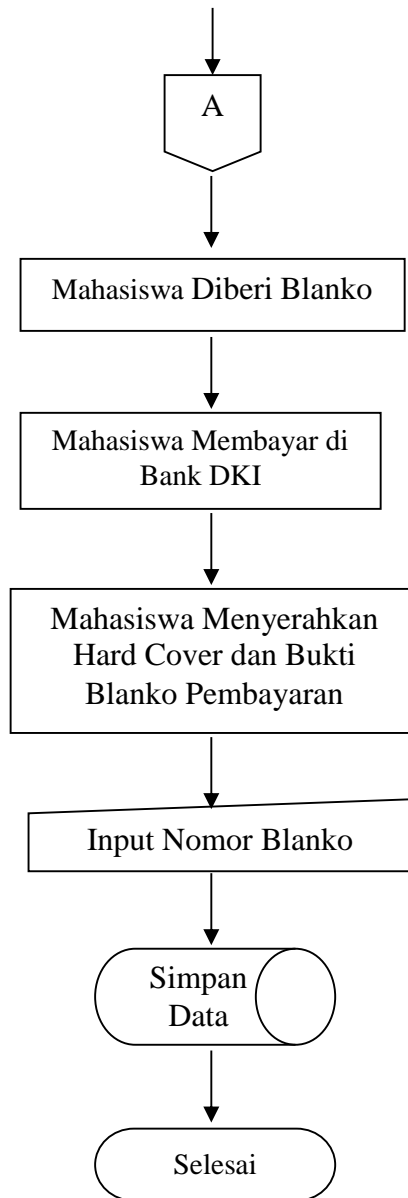 A
Mahasiswa Diberi Blanko
Mahasiswa Membayar di
Bank DKI
Mahasiswa Menyerahkan
Hard Cover dan Bukti
Blanko Pembayaran
Input Nomor Blanko
Simpan
Data
Selesai